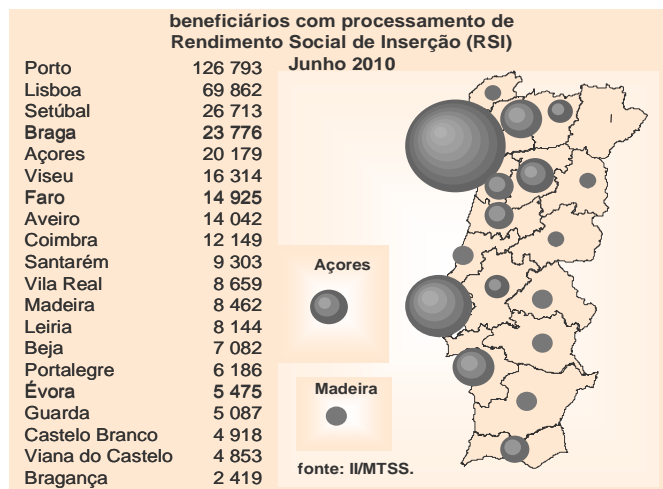 beneficiários com processamento de
Rendimento Social de Inserção (RSI)
Junho 2010
Porto 126 793
Lisboa 69 862
Setúbal 26 713
Braga 23 776
Açores 20 179
Viseu 16 314
Faro 14 925
Aveiro 14 042
Coimbra 12 149
Santarém 9 303
Vila Real 8 659
Madeira 8 462
Leiria 8 144
Beja 7 082
Portalegre 6 186
Évora 5 475
Guarda 5 087
Castelo Branco 4 918
Viana do Castelo 4 853
Bragança 2 419
Açores
Madeira
fonte: II/MTSS.